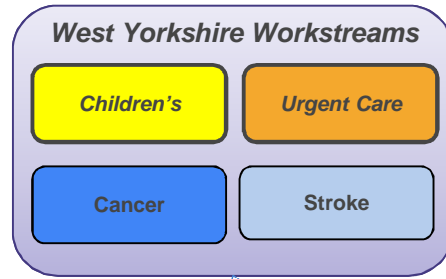 West Yorkshire Workstreams
Children's
Urgent Care
Cancer
Stroke